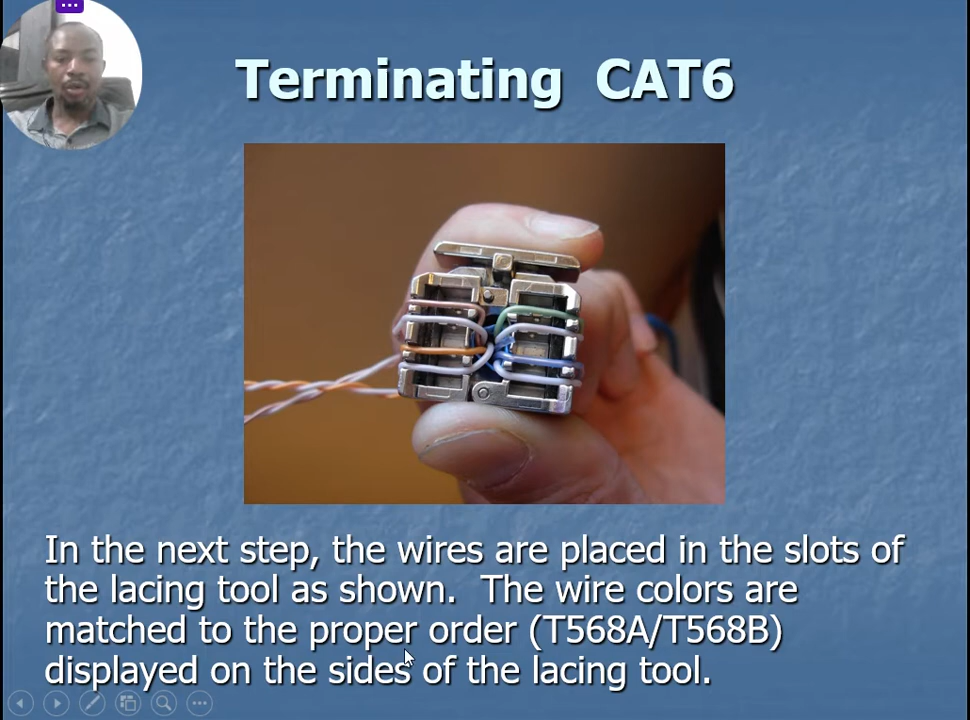 Terminating CAT6
In the next step, the wires are placed in the slots of
the lacing tool as shown. The wire colors are
matched to the proper order (T568A/T568B)
displayed on the sides of the lacing tool.